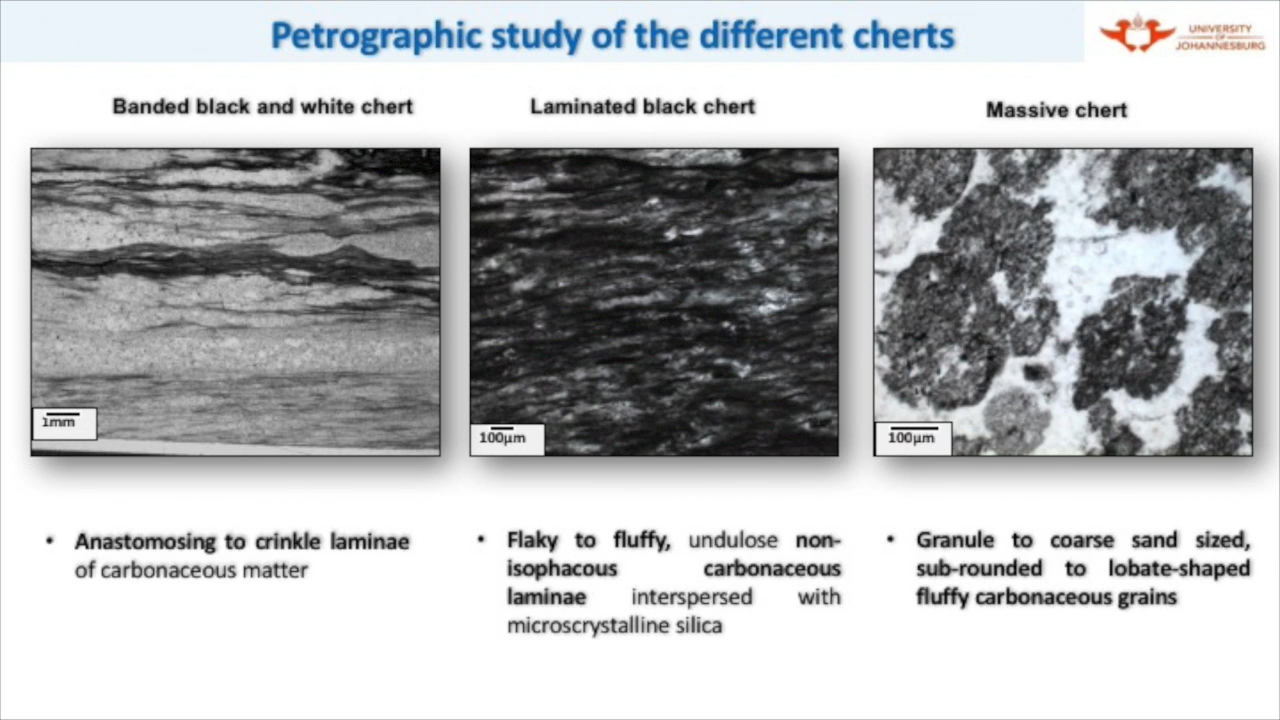 Petrographic study of the different cherts
UNIVERSITY
OF
JOHANNESBURG
Banded black and white chert
Laminated black chert
Massive chert
1mm
100µm
100µm
• Anastomosing to crinkle laminae
of carbonaceous matter
• Flaky to fluffy, undulose non-
isophacous carbonaceous
laminae interspersed with
microscrystalline silica
• Granule to coarse sand sized,
sub-rounded to lobate-shaped
fluffy carbonaceous grains